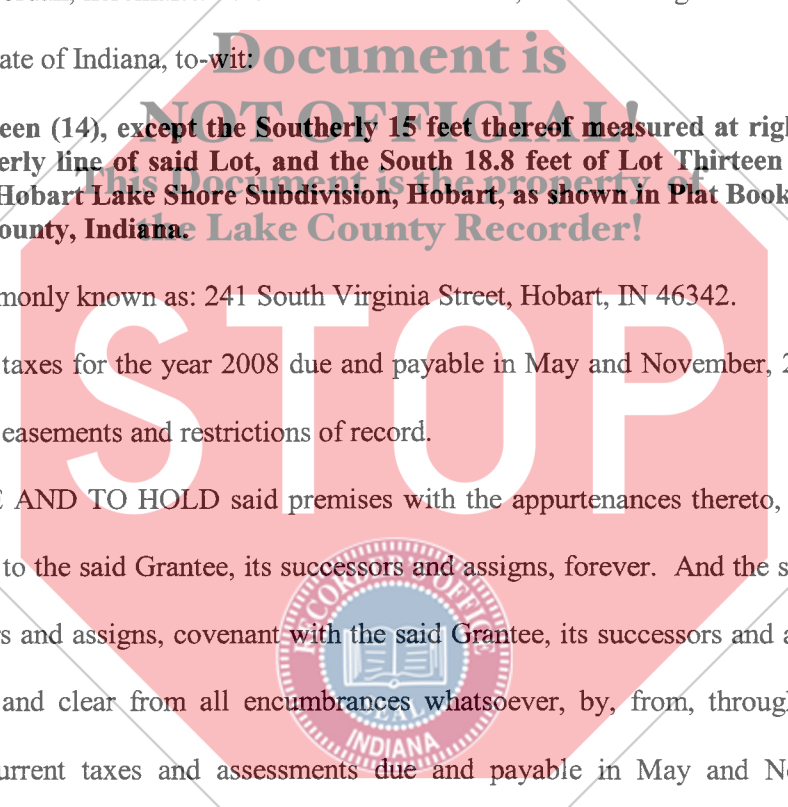 ate of Indiana, to-wit:
Document is
NOT OFFICIAL!
een (14), except the Southerly 15 feet thereof measured at righ
erly line of said Lot, and the South 18.8 feet of Lot Thirteen
This Document is the property of
Hobart Lake Shore Subdivision, Hobart, as shown in Plat Book
ounty, Indiana.
the Lake County Recorder!
monly known as: 241 South Virginia Street, Hobart, IN 46342.
STOP
taxes for the year 2008 due and payable in May and November, 2
easements and restrictions of record.
E AND TO HOLD said premises with the appurtenances thereto,
to the said Grantee, its successors and assigns, forever. And the s
rs and assigns, covenant with the said Grantee, its successors and a
and clear from all encumbrances whatsoever, by, from, through
urrent taxes and assessments due and payable in May and No
RECORDER'S OFFICE
SEAL
INDIANA